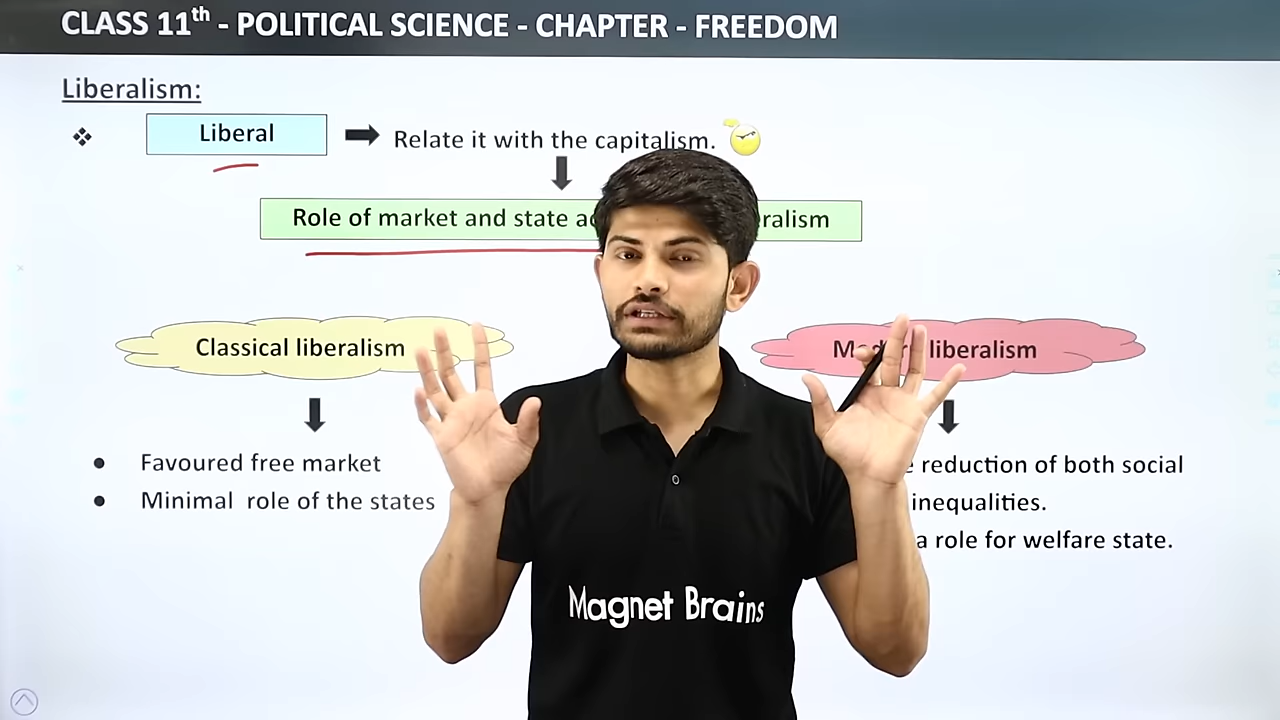 CLASS 11th - POLITICAL SCIENCE - CHAPTER - FREEDOM
Liberalism:
Liberal
Relate it with the capitalism.
Role of market and state
Classical liberalism
liberalism
Favoured free market
Minimal role of the states
reduction of both social
inequalities.
a role for welfare state.
Magnet Brains